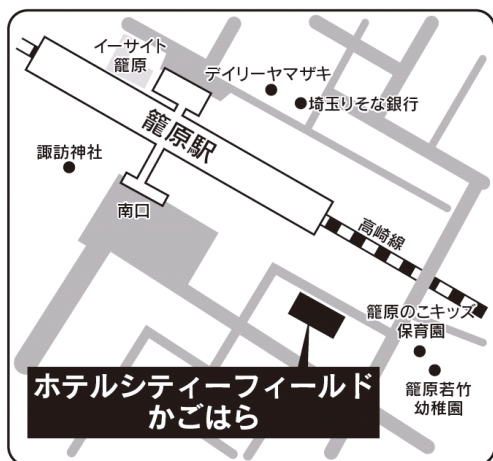 イーサイト
籠原
デイリーヤマザキ
埼玉りそな銀行
籠原駅
諏訪神社
南口
高崎線
籠原のこキッズ
保育園
籠原若竹
幼稚園
ホテルシティーフィールド
かごはら